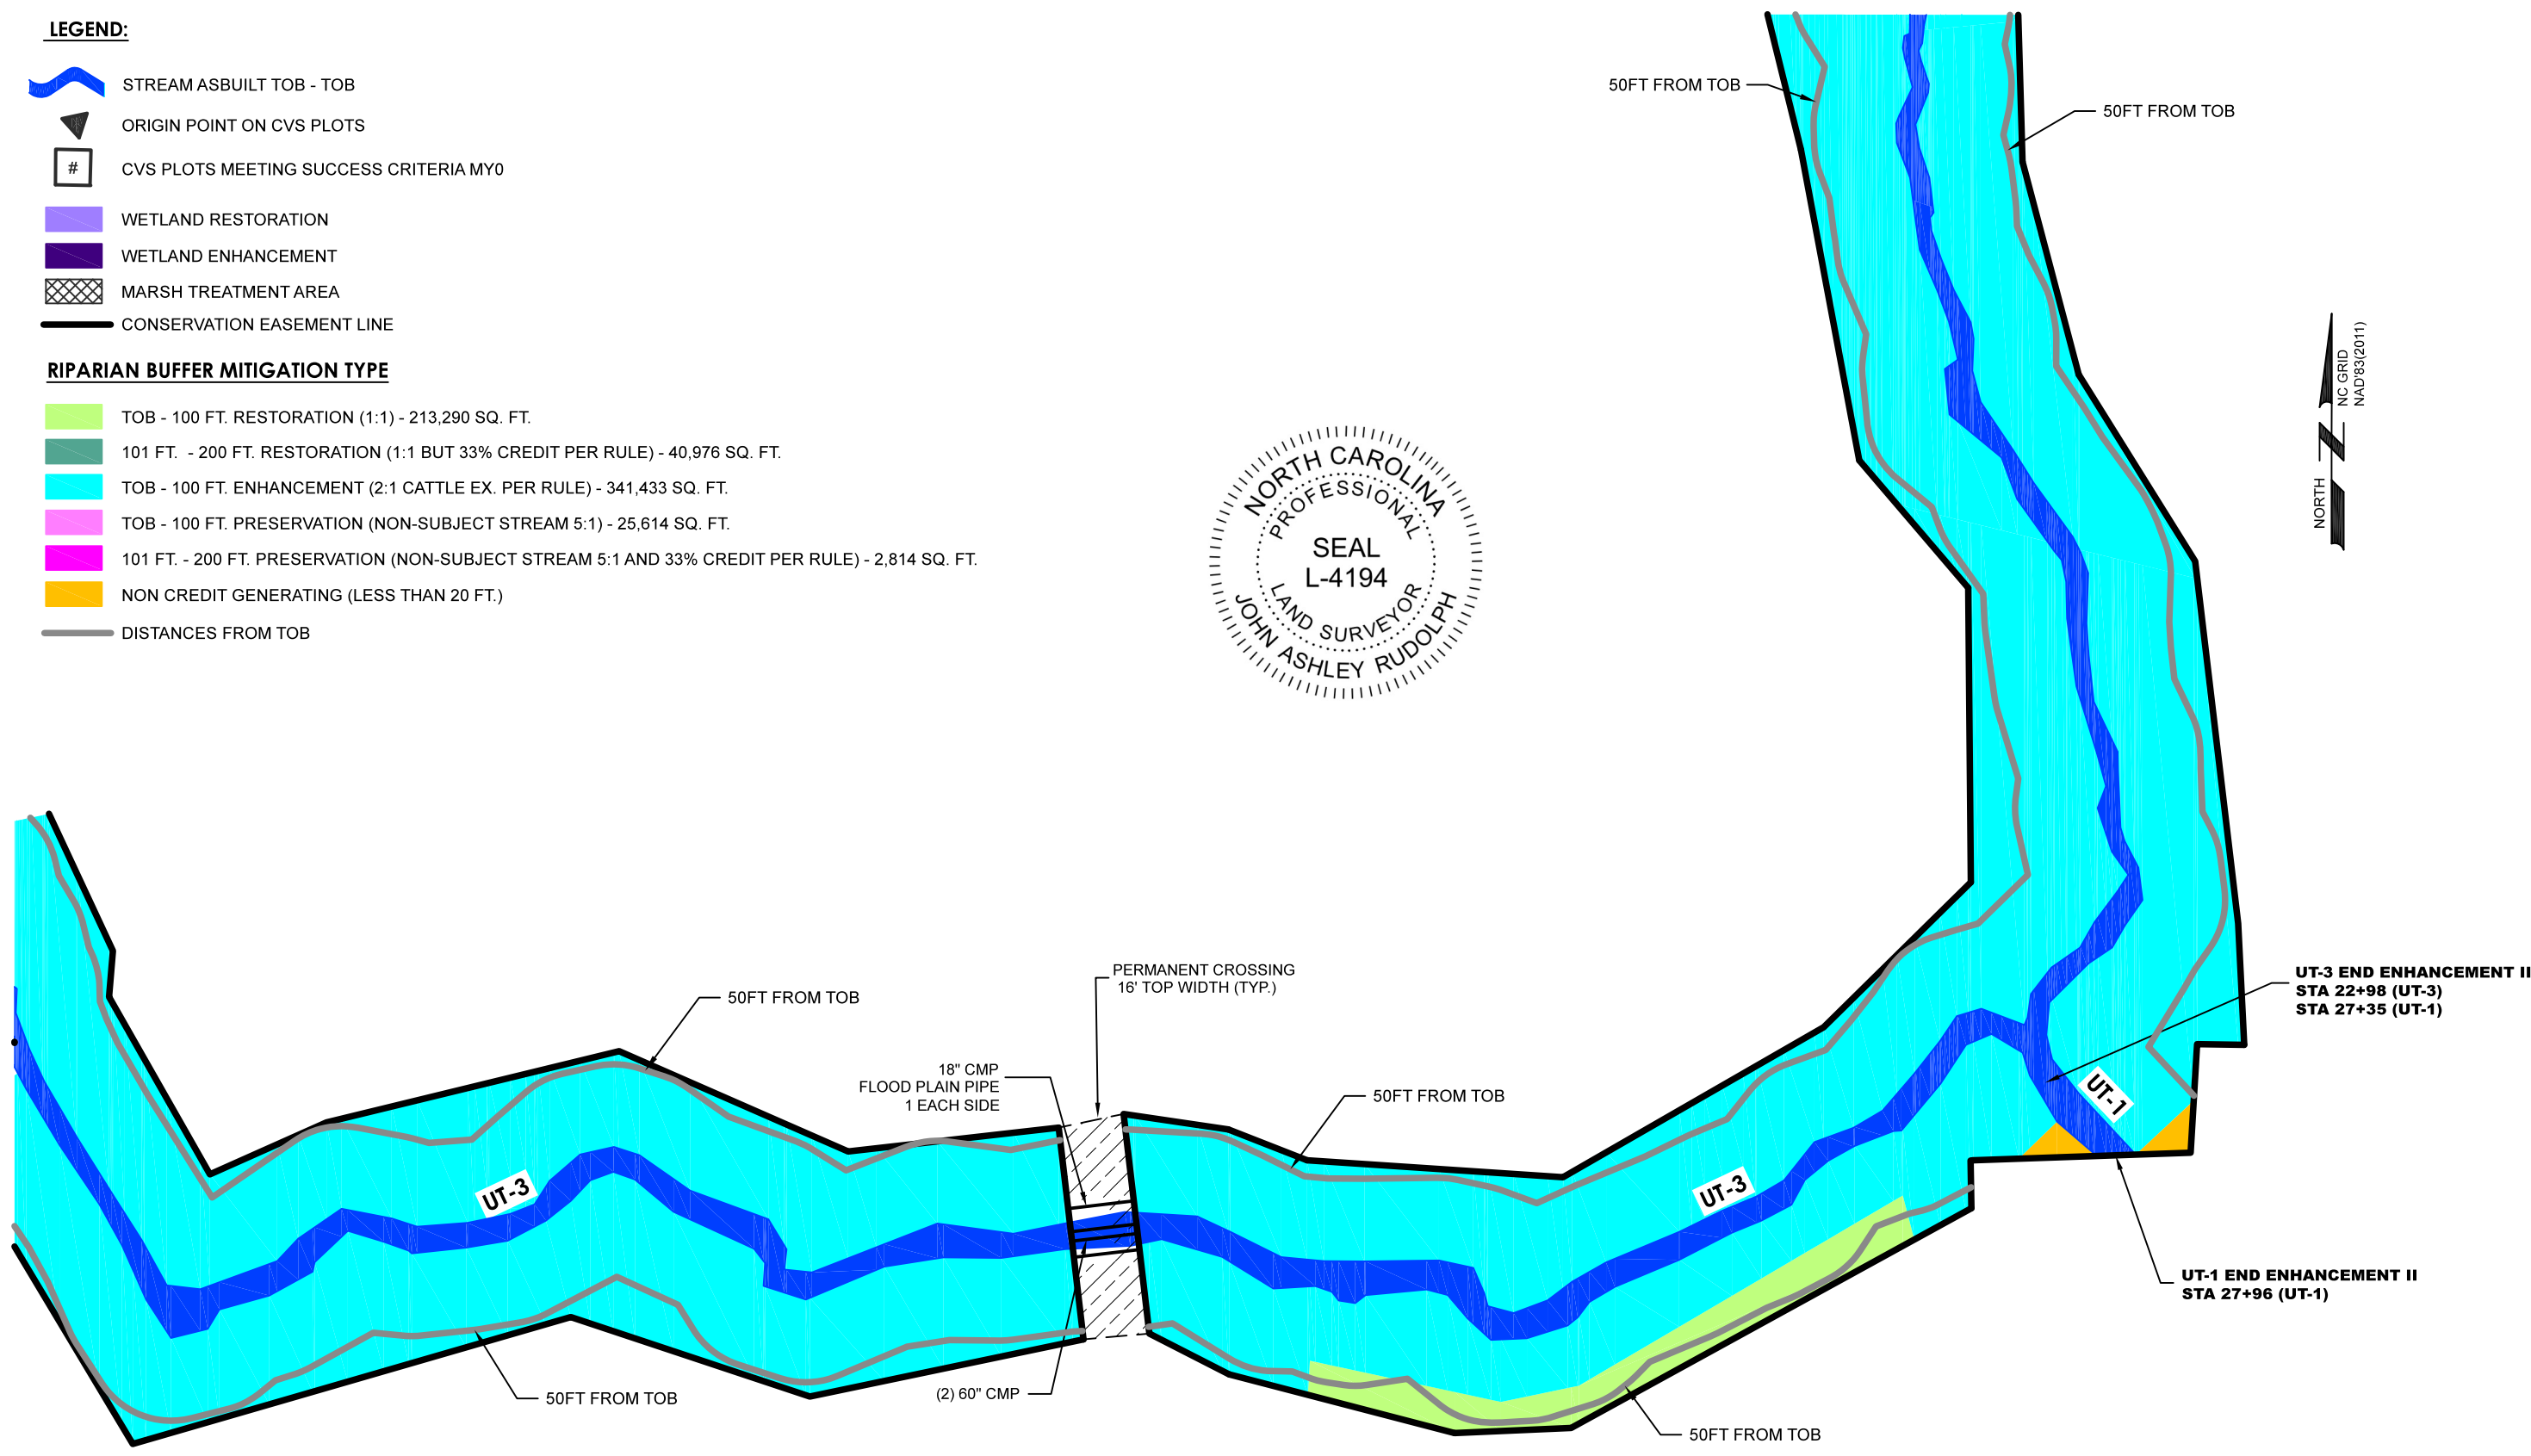 LEGEND:
STREAM ASBUILT TOB - TOB
ORIGIN POINT ON CVS PLOTS
#
CVS PLOTS MEETING SUCCESS CRITERIA MY0
WETLAND RESTORATION
WETLAND ENHANCEMENT
MARSH TREATMENT AREA
CONSERVATION EASEMENT LINE
RIPARIAN BUFFER MITIGATION TYPE
TOB - 100 FT. RESTORATION (1:1) - 213,290 SQ. FT.
101 FT. - 200 FT. RESTORATION (1:1 BUT 33% CREDIT PER RULE) - 40,976 SQ. FT.
TOB - 100 FT. ENHANCEMENT (2:1 CATTLE EX. PER RULE) - 341,433 SQ. FT.
TOB - 100 FT. PRESERVATION (NON-SUBJECT STREAM 5:1) - 25,614 SQ. FT.
101 FT. - 200 FT. PRESERVATION (NON-SUBJECT STREAM 5:1 AND 33% CREDIT PER RULE) - 2,814 SQ. FT.
NON CREDIT GENERATING (LESS THAN 20 FT.)
DISTANCES FROM TOB
NORTH CAROLINA
PROFESSIONAL
SEAL
L-4194
LAND SURVEYOR
JOHN ASHLEY RUDOLPH
50FT FROM TOB
50FT FROM TOB
NORTH
NC GRID
NAD'83(2011)
50FT FROM TOB
PERMANENT CROSSING
16' TOP WIDTH (TYP.)
18" CMP
FLOOD PLAIN PIPE
1 EACH SIDE
50FT FROM TOB
UT-3 END ENHANCEMENT II
STA 22+98 (UT-3)
STA 27+35 (UT-1)
UT-1
UT-3
UT-3
UT-1 END ENHANCEMENT II
STA 27+96 (UT-1)
(2) 60" CMP
50FT FROM TOB
50FT FROM TOB